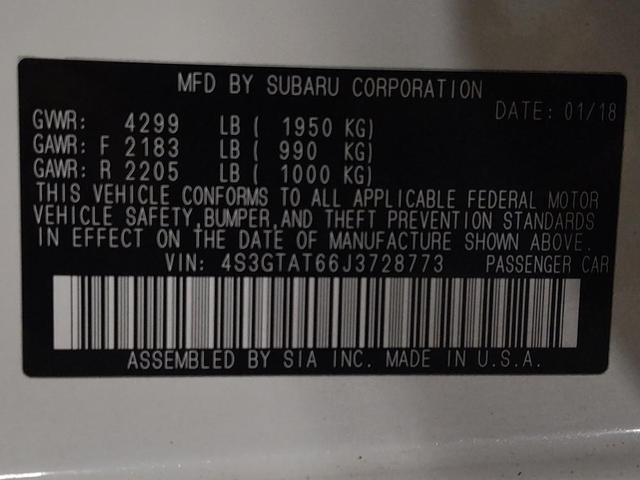 MFD BY SUBARU CORPORATION
DATE: 01/18
GVWR: 4299 LB ( 1950 KG)
GAWR: F 2183 LB ( 990 KG)
GAWR: R 2205 LB ( 1000 KG)
THIS VEHICLE CONFORMS TO ALL APPLICABLE FEDERAL MOTOR
VEHICLE SAFETY,BUMPER,AND THEFT PREVENTION STANDARDS
IN EFFECT ON THE DATE OF MANUFACTURE SHOWN ABOVE.
VIN: 4S3GTAT66J3728773 PASSENGER CAR
ASSEMBLED BY SIA INC. MADE IN U.S.A.